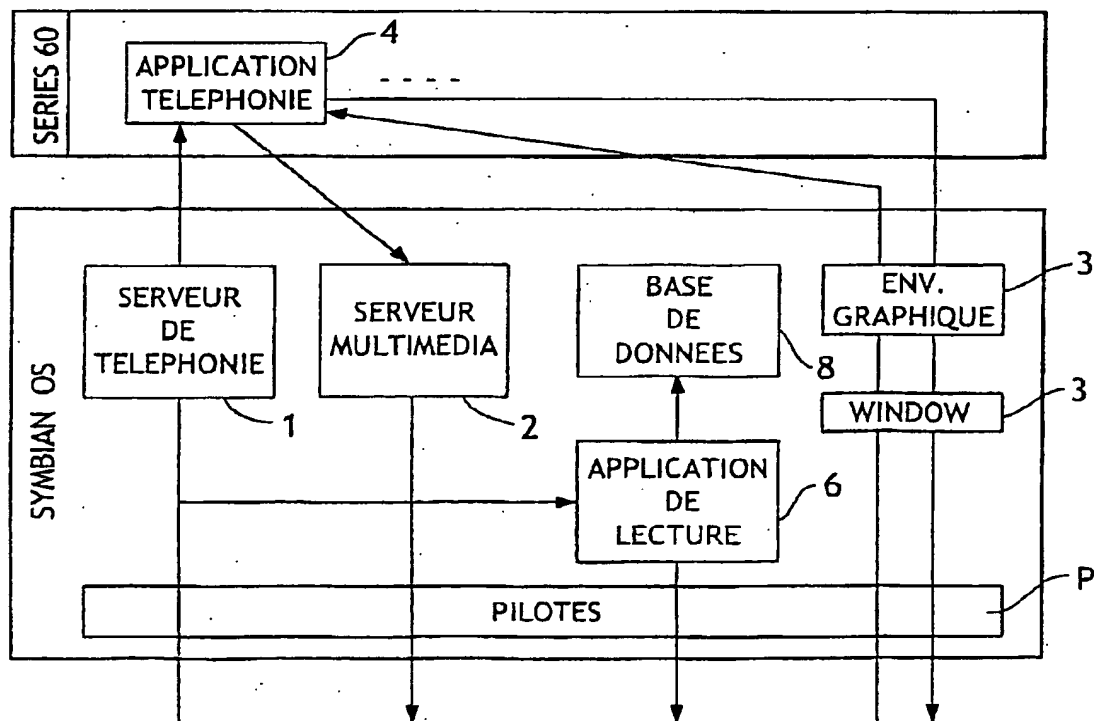 SERIES 60
APPLICATION
TELEPHONIE
4
SYMBIAN OS
SERVEUR
DE
TELEPHONIE
1
SERVEUR
MULTIMEDIA
2
BASE
DE
DONNEES
8
ENV.
GRAPHIQUE
3
WINDOW
3
APPLICATION
DE
LECTURE
6
PILOTES
P